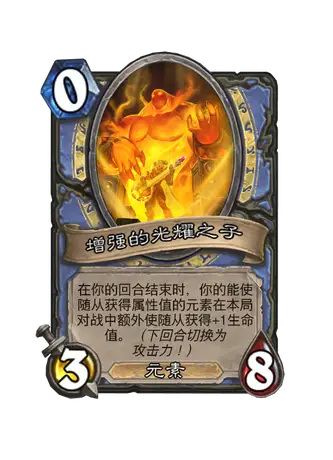 0
增强的光耀之子
在你的回合结束时，你的能使
随从获得属性值的元素在本局
对战中额外使随从获得+1生命
值。（下回合切换为
攻击力！）
3
元素
8